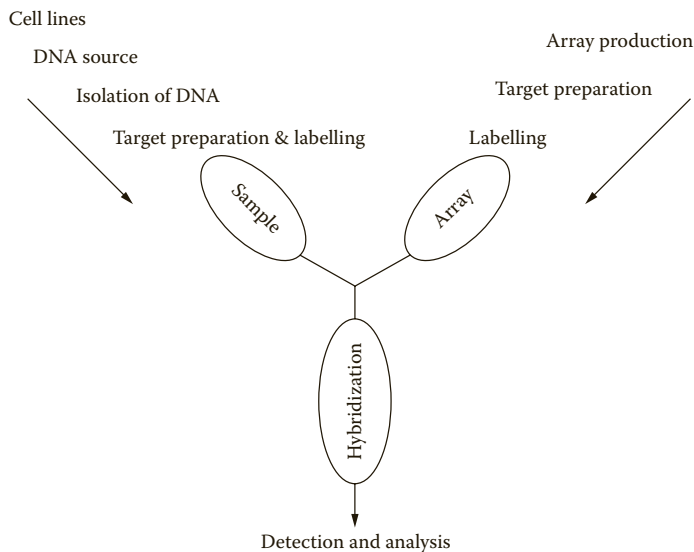 Cell lines
DNA source
Isolation of DNA
Target preparation & labelling
Sample
Array production
Target preparation
Labelling
Array
Hybridization
Detection and analysis